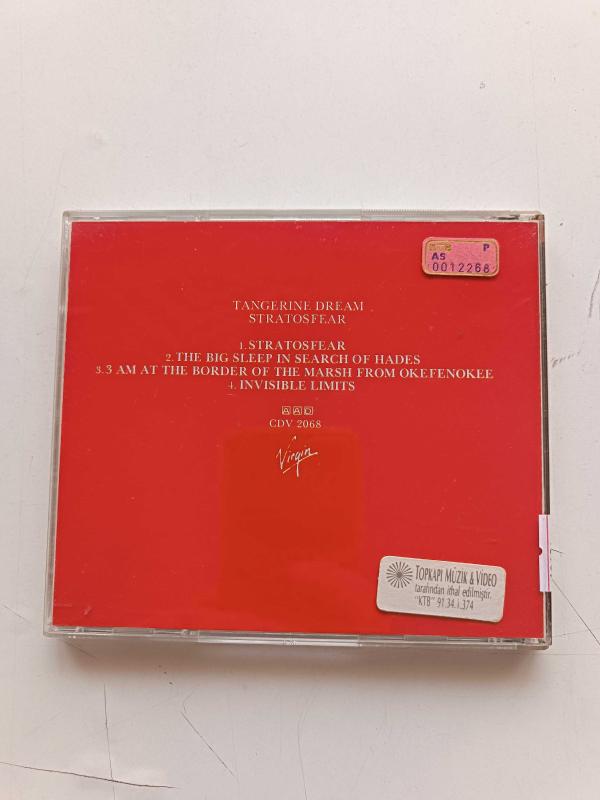 P
AS
0012268
TANGERINE DREAM
STRATOSFEAR
1. STRATOSFEAR
2. THE BIG SLEEP IN SEARCH OF HADES
3. 3 AM AT THE BORDER OF THE MARSH FROM OKEFENOKEE
4. INVISIBLE LIMITS
AAD
CDV 2068
Virgin
TOPKAPI MÜZİK & VİDEO
tarafından ithal edilmiştir.
"KTB" 91.34.i.374